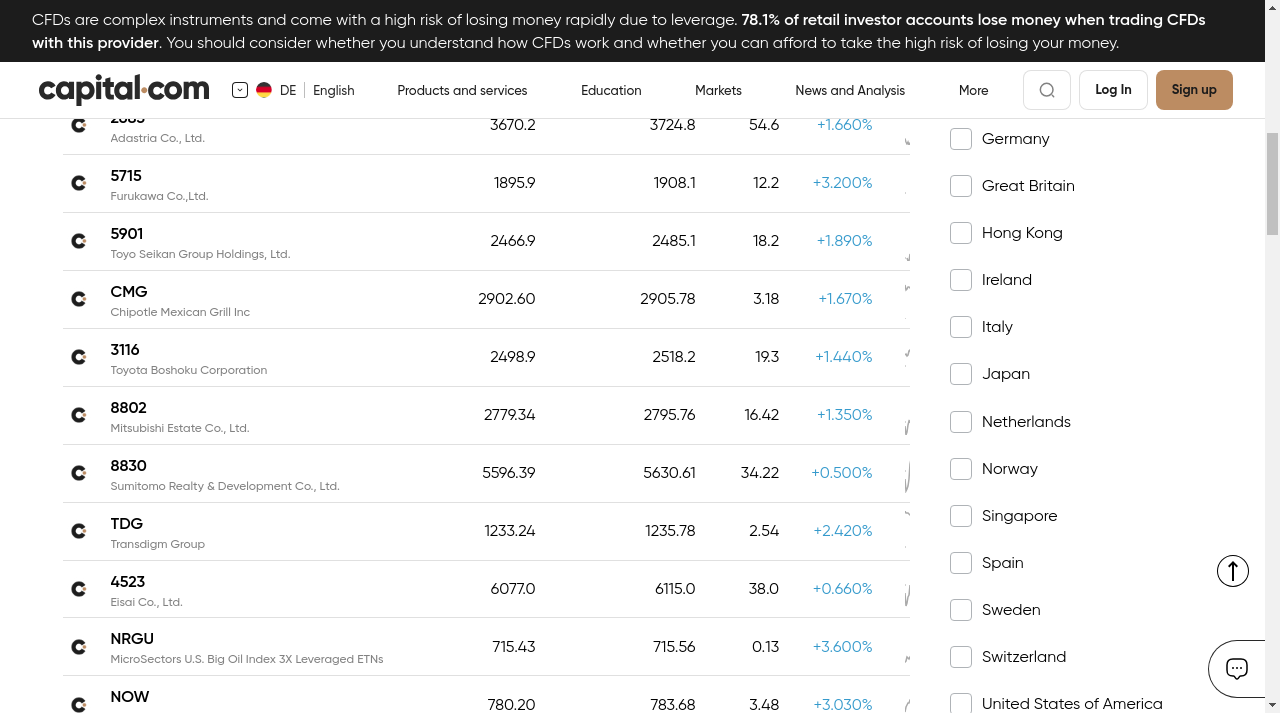 CFDs are complex instruments and come with a high risk of losing money rapidly due to leverage. 78.1% of retail investor accounts lose money when trading CFDs
with this provider. You should consider whether you understand how CFDs work and whether you can afford to take the high risk of losing your money.
capital.com DE English Products and services Education Markets News and Analysis More Log In Sign up
2685 3670.2 3724.8 54.6 +1.660%
Adastria Co., Ltd.
5715 1895.9 1908.1 12.2 +3.200%
Furukawa Co.,Ltd.
5901 2466.9 2485.1 18.2 +1.890%
Toyo Seikan Group Holdings, Ltd.
CMG 2902.60 2905.78 3.18 +1.670%
Chipotle Mexican Grill Inc
3116 2498.9 2518.2 19.3 +1.440%
Toyota Boshoku Corporation
8802 2779.34 2795.76 16.42 +1.350%
Mitsubishi Estate Co., Ltd.
8830 5596.39 5630.61 34.22 +0.500%
Sumitomo Realty & Development Co., Ltd.
TDG 1233.24 1235.78 2.54 +2.420%
Transdigm Group
4523 6077.0 6115.0 38.0 +0.660%
Eisai Co., Ltd.
NRGU 715.43 715.56 0.13 +3.600%
MicroSectors U.S. Big Oil Index 3X Leveraged ETNs
NOW 780.20 783.68 3.48 +3.030%
Germany
Great Britain
Hong Kong
Ireland
Italy
Japan
Netherlands
Norway
Singapore
Spain
Sweden
Switzerland
United States of America